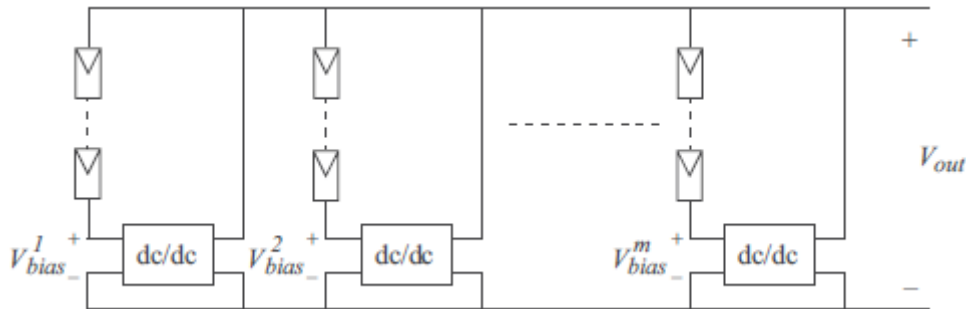 +
V_out
−
V^1_bias + − dc/dc
V^2_bias + − dc/dc
V^m_bias + − dc/dc